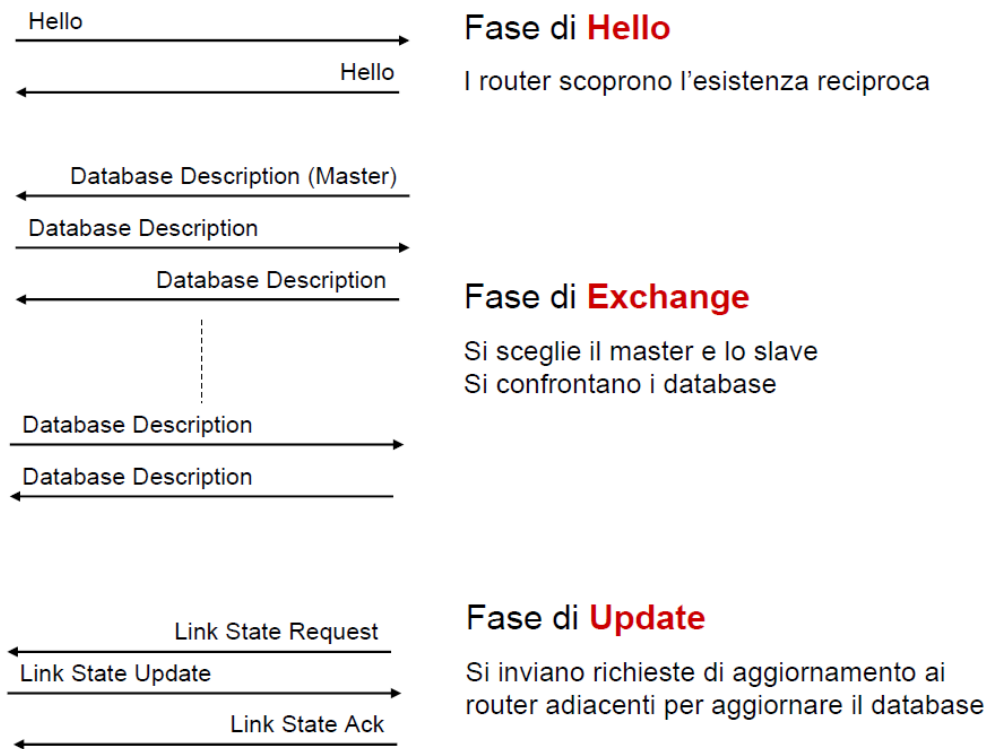 Hello
Fase di Hello
Hello
I router scoprono l'esistenza reciproca
Database Description (Master)
Database Description
Database Description
Fase di Exchange
Si sceglie il master e lo slave
Si confrontano i database
Database Description
Database Description
Fase di Update
Link State Request
Link State Update
Si inviano richieste di aggiornamento ai
router adiacenti per aggiornare il database
Link State Ack